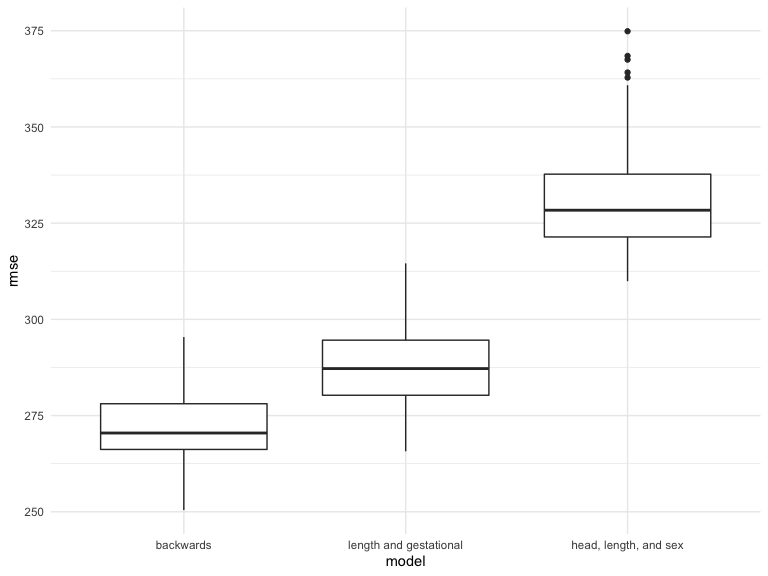 375
350
325
300
275
250
rmse
backwards
length and gestational
head, length, and sex
model